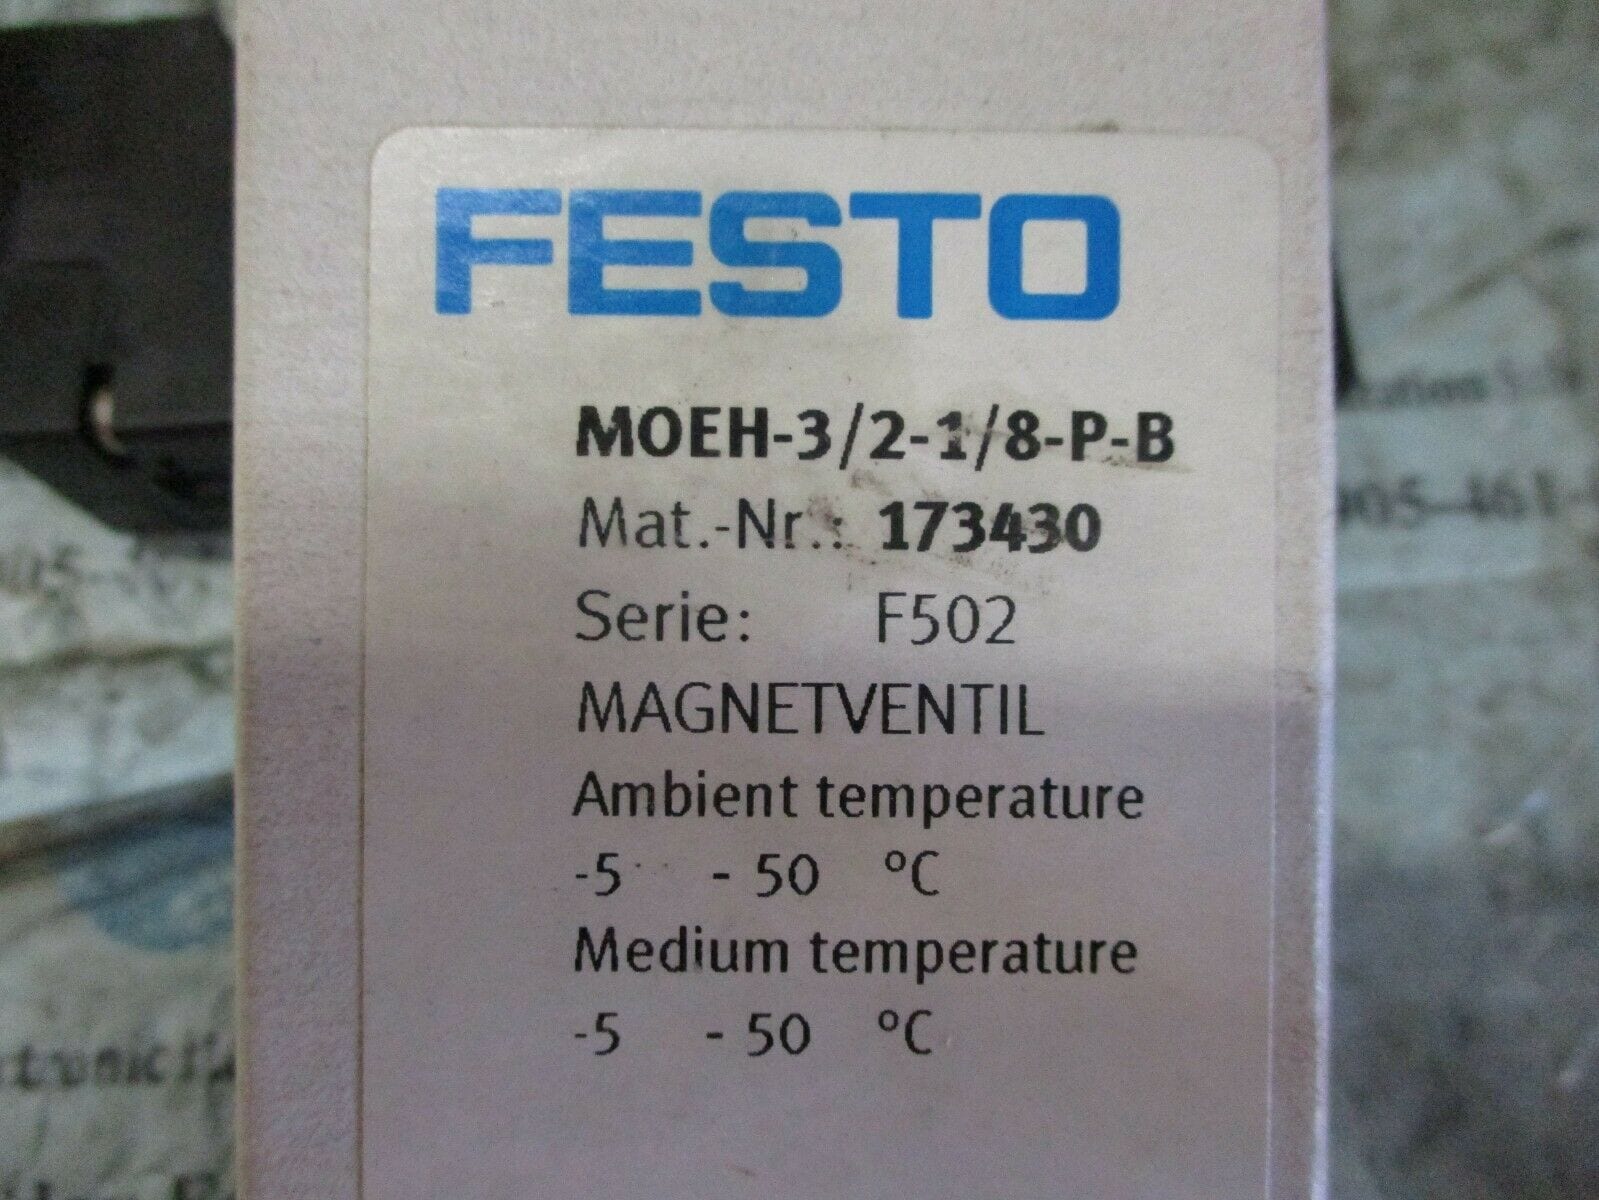 FESTO
MOEH-3/2-1/8-P-B
Mat.-Nr.: 173430
Serie: F502
MAGNETVENTIL
Ambient temperature
-5 - 50 °C
Medium temperature
-5 - 50 °C